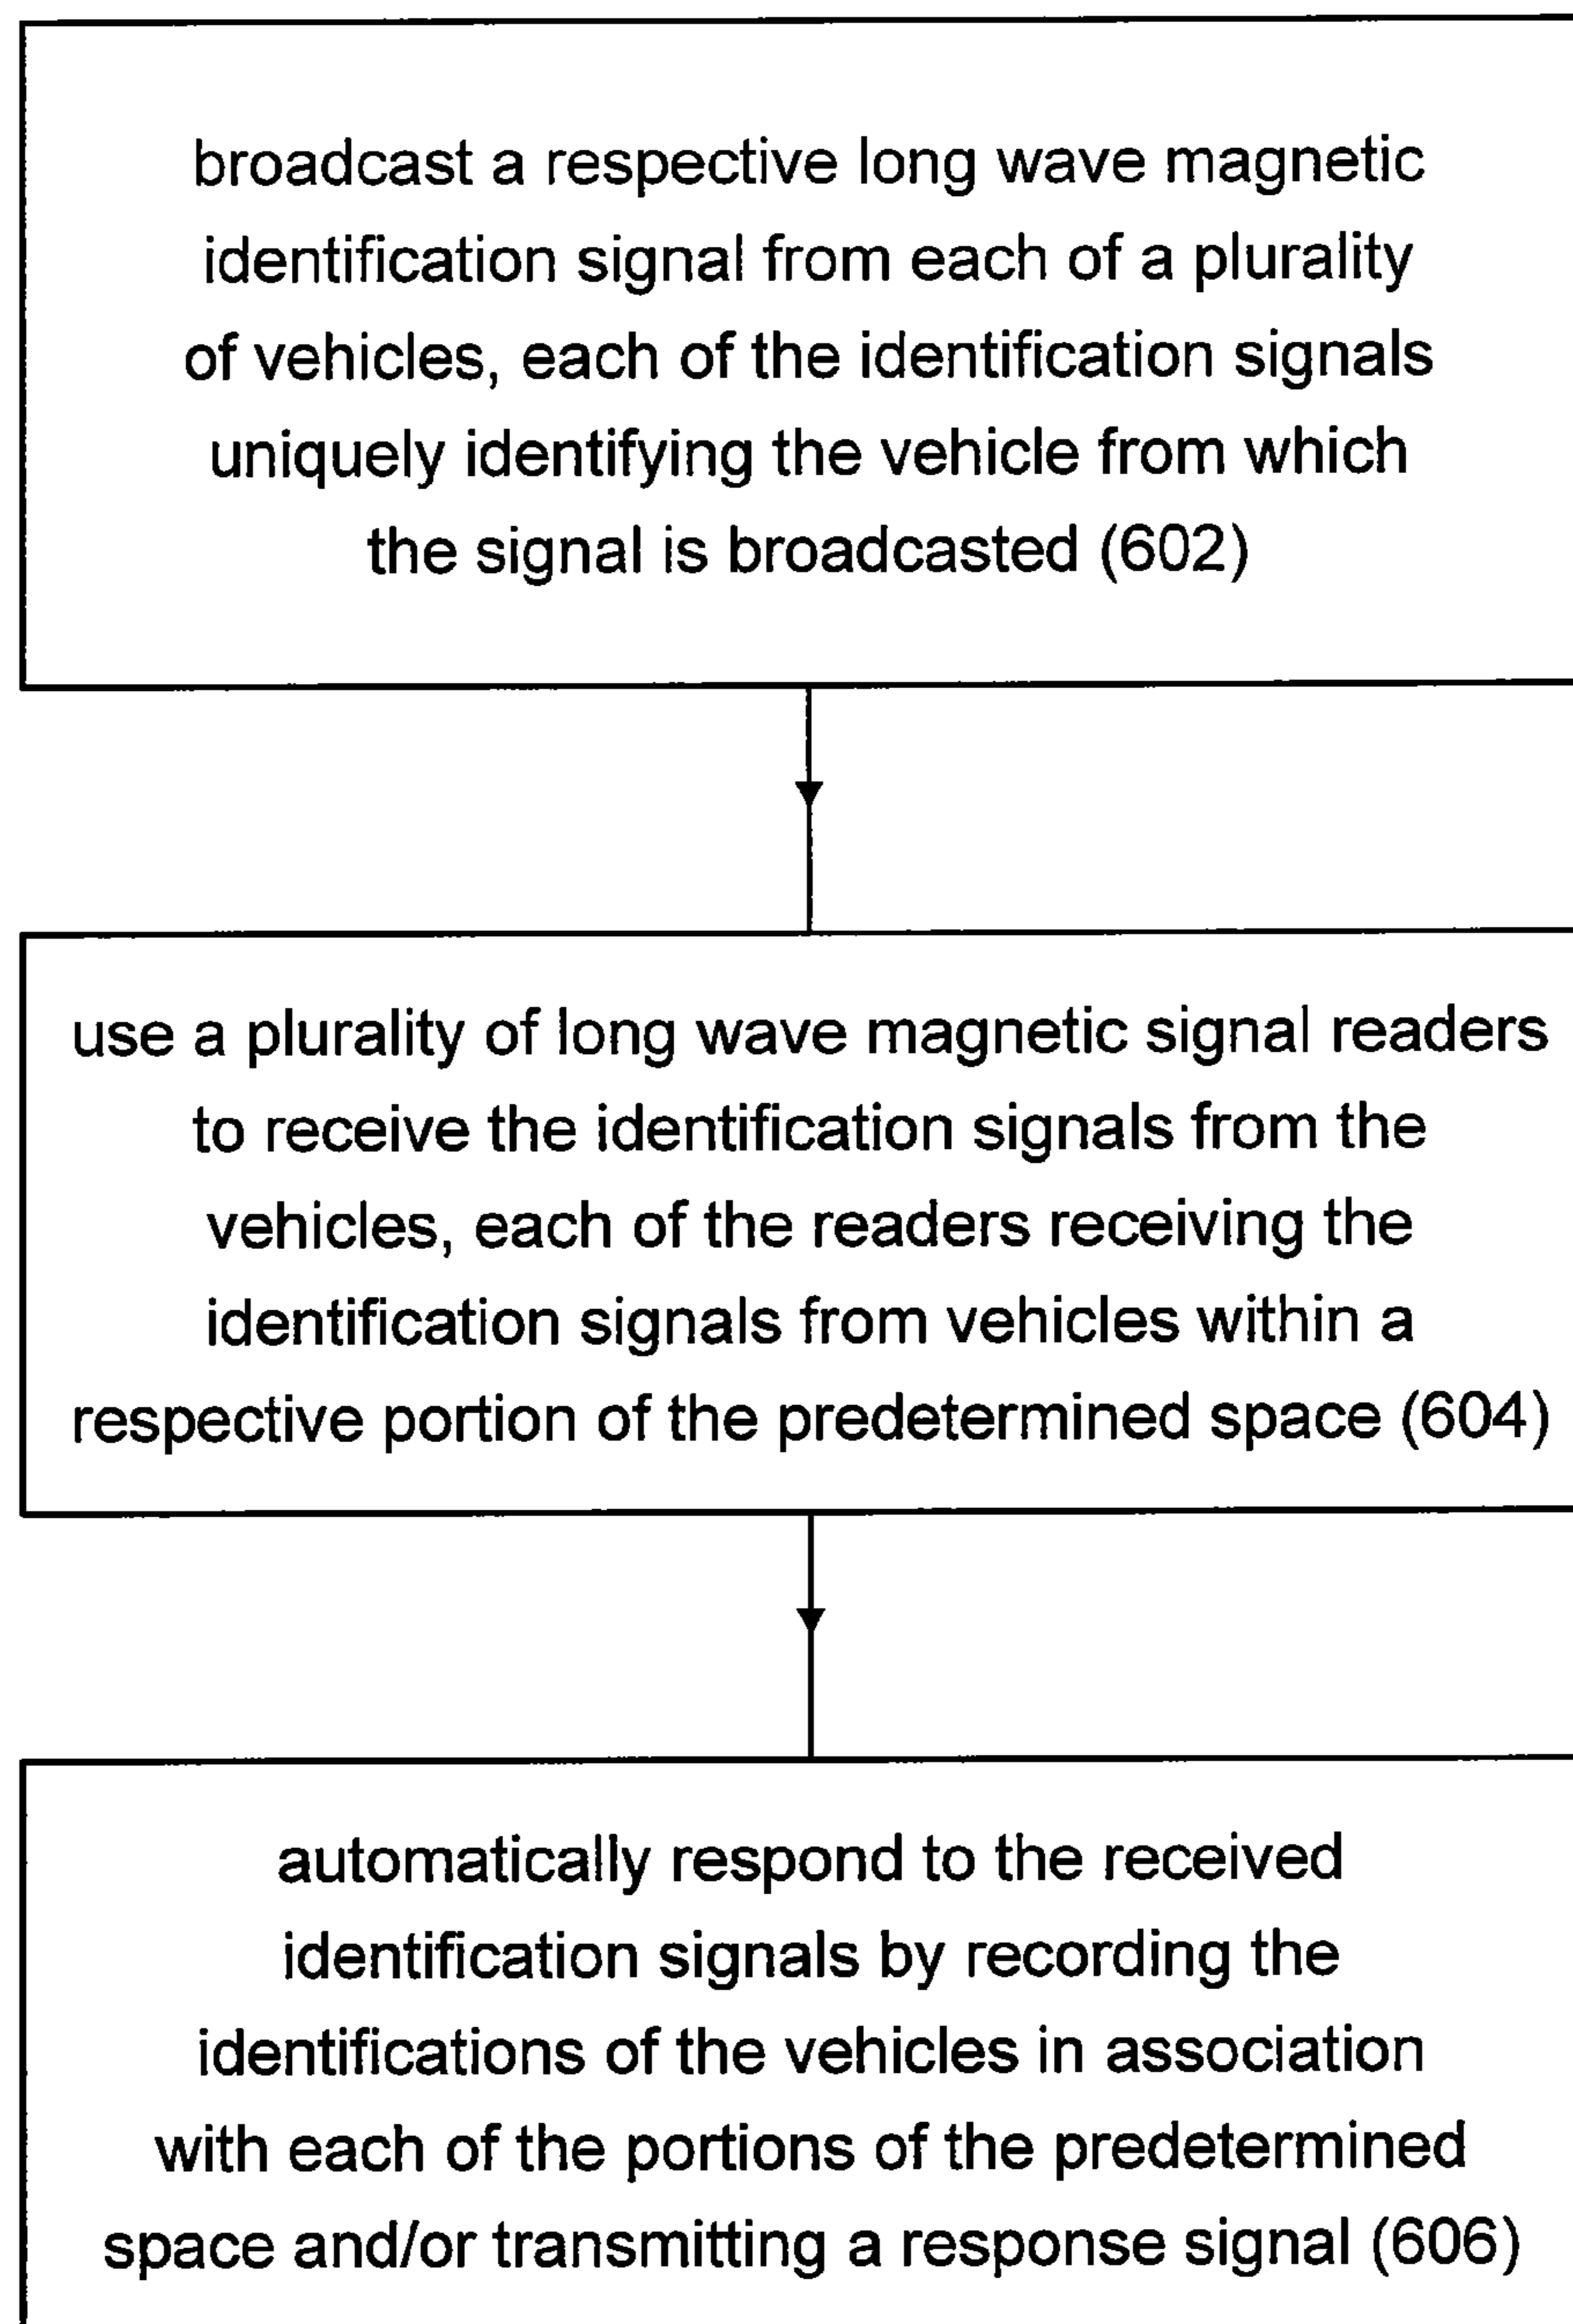 broadcast a respective long wave magnetic
identification signal from each of a plurality
of vehicles, each of the identification signals
uniquely identifying the vehicle from which
the signal is broadcasted (602)
use a plurality of long wave magnetic signal readers
to receive the identification signals from the
vehicles, each of the readers receiving the
identification signals from vehicles within a
respective portion of the predetermined space (604)
automatically respond to the received
identification signals by recording the
identifications of the vehicles in association
with each of the portions of the predetermined
space and/or transmitting a response signal (606)